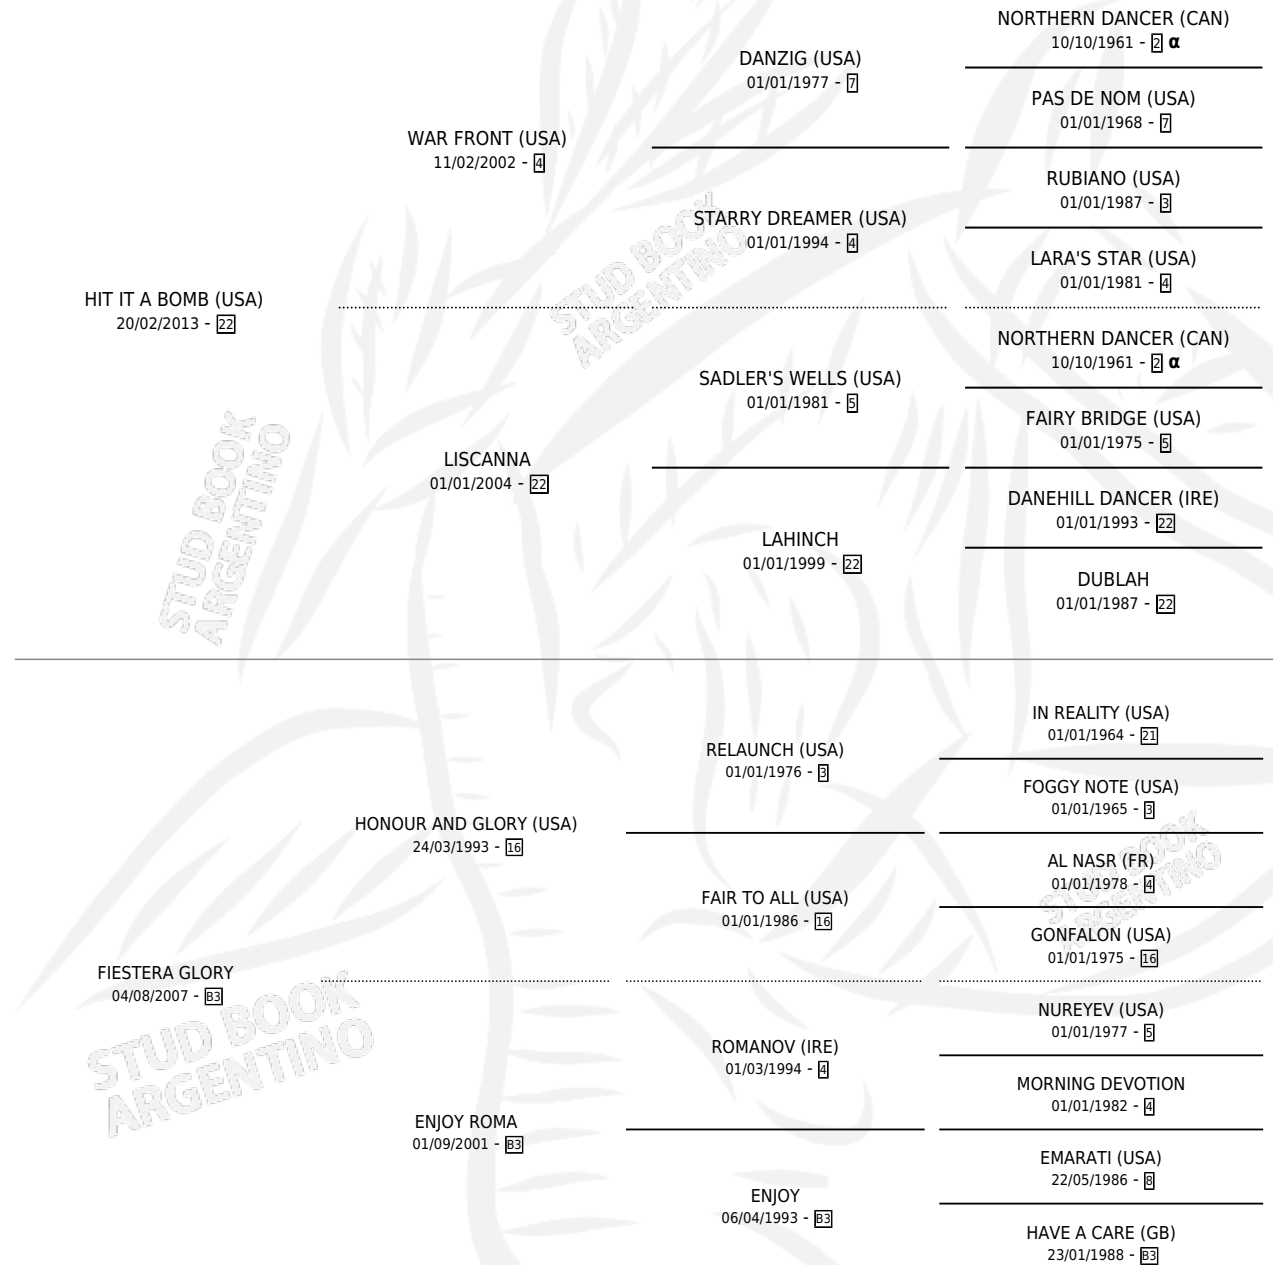 NORTHERN DANCER (CAN)
10/10/1961 - 2 α
DANZIG (USA)
01/01/1977 - 7
PAS DE NOM (USA)
01/01/1968 - 7
WAR FRONT (USA)
11/02/2002 - 4
RUBIANO (USA)
01/01/1987 - 3
STARRY DREAMER (USA)
01/01/1994 - 4
LARA'S STAR (USA)
01/01/1981 - 4
HIT IT A BOMB (USA)
20/02/2013 - 22
NORTHERN DANCER (CAN)
10/10/1961 - 2 α
SADLER'S WELLS (USA)
01/01/1981 - 5
FAIRY BRIDGE (USA)
01/01/1975 - 5
LISCANNA
01/01/2004 - 22
DANEHILL DANCER (IRE)
01/01/1993 - 22
LAHINCH
01/01/1999 - 22
DUBLAH
01/01/1987 - 22
IN REALITY (USA)
01/01/1964 - 21
RELAUNCH (USA)
01/01/1976 - 3
FOGGY NOTE (USA)
01/01/1965 - 3
HONOUR AND GLORY (USA)
24/03/1993 - 16
AL NASR (FR)
01/01/1978 - 4
FAIR TO ALL (USA)
01/01/1986 - 16
GONFALON (USA)
01/01/1975 - 16
FIESTERA GLORY
04/08/2007 - B3
NUREYEV (USA)
01/01/1977 - 5
ROMANOV (IRE)
01/03/1994 - 4
MORNING DEVOTION
01/01/1982 - 4
ENJOY ROMA
01/09/2001 - B3
EMARATI (USA)
22/05/1986 - 8
ENJOY
06/04/1993 - B3
HAVE A CARE (GB)
23/01/1988 - B3
STUD BOOK
ARGENTINO
STUD BOOK
ARGENTINO
STUD BOOK
ARGENTINO
STUD BOOK
ARGENTINO